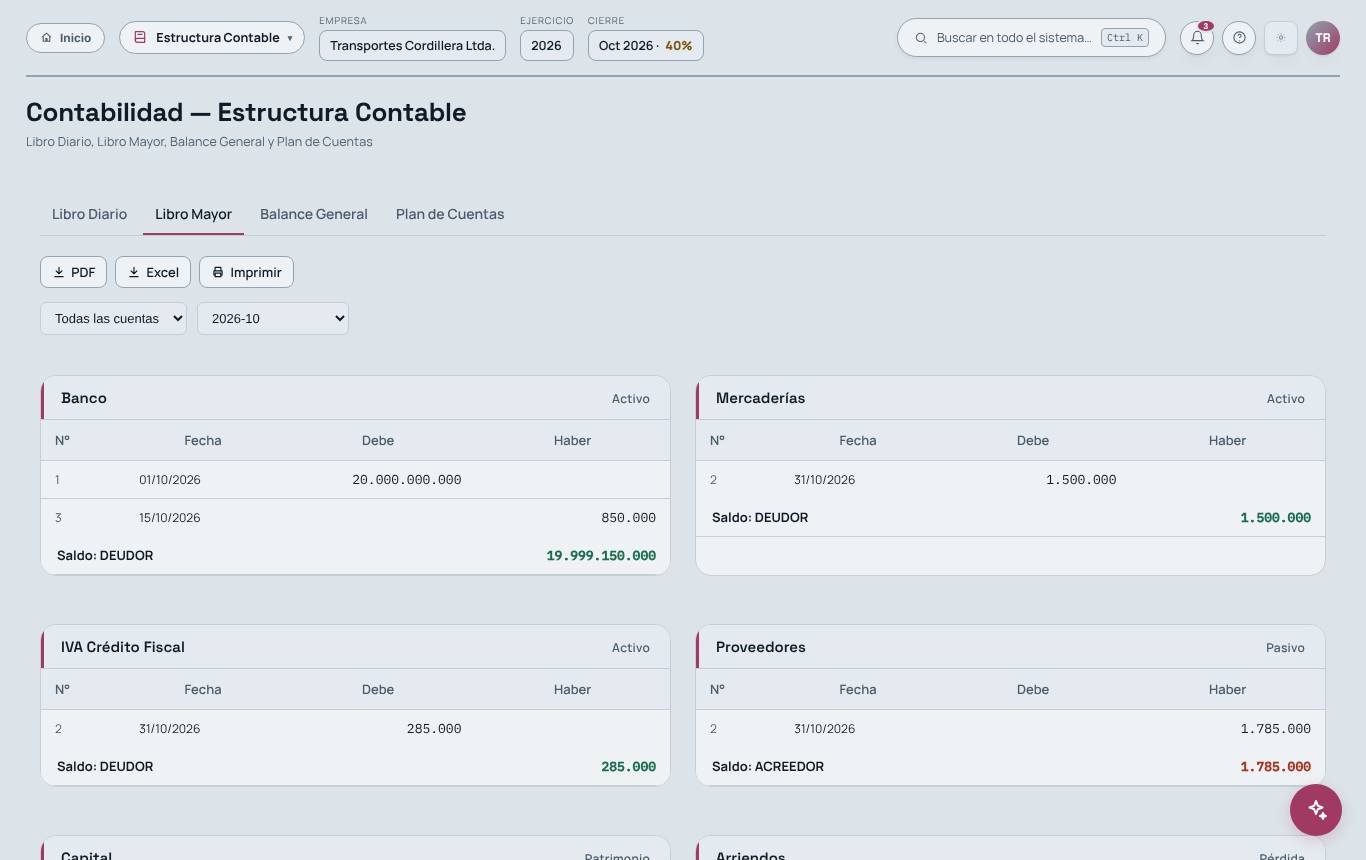 Inicio
Estructura Contable ▾
EMPRESA
Transportes Cordillera Ltda.
EJERCICIO
2026
CIERRE
Oct 2026 · 40%
Buscar en todo el sistema... Ctrl K
3
TR
Contabilidad — Estructura Contable
Libro Diario, Libro Mayor, Balance General y Plan de Cuentas
Libro Diario Libro Mayor Balance General Plan de Cuentas
PDF Excel Imprimir
Todas las cuentas 2026-10
Banco Activo
N° Fecha Debe Haber
1 01/10/2026 20.000.000.000
3 15/10/2026 850.000
Saldo: DEUDOR 19.999.150.000
Mercaderías Activo
N° Fecha Debe Haber
2 31/10/2026 1.500.000
Saldo: DEUDOR 1.500.000
IVA Crédito Fiscal Activo
N° Fecha Debe Haber
2 31/10/2026 285.000
Saldo: DEUDOR 285.000
Proveedores Pasivo
N° Fecha Debe Haber
2 31/10/2026 1.785.000
Saldo: ACREEDOR 1.785.000
Capital Patrimonio
Arriendos Pérdida